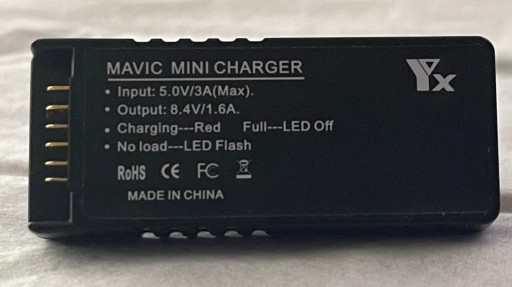 MAVIC MINI CHARGER
Yx
• Input: 5.0V/3A(Max).
• Output: 8.4V/1.6A.
• Charging---Red Full---LED Off
• No load---LED Flash
RoHS CE FC
MADE IN CHINA